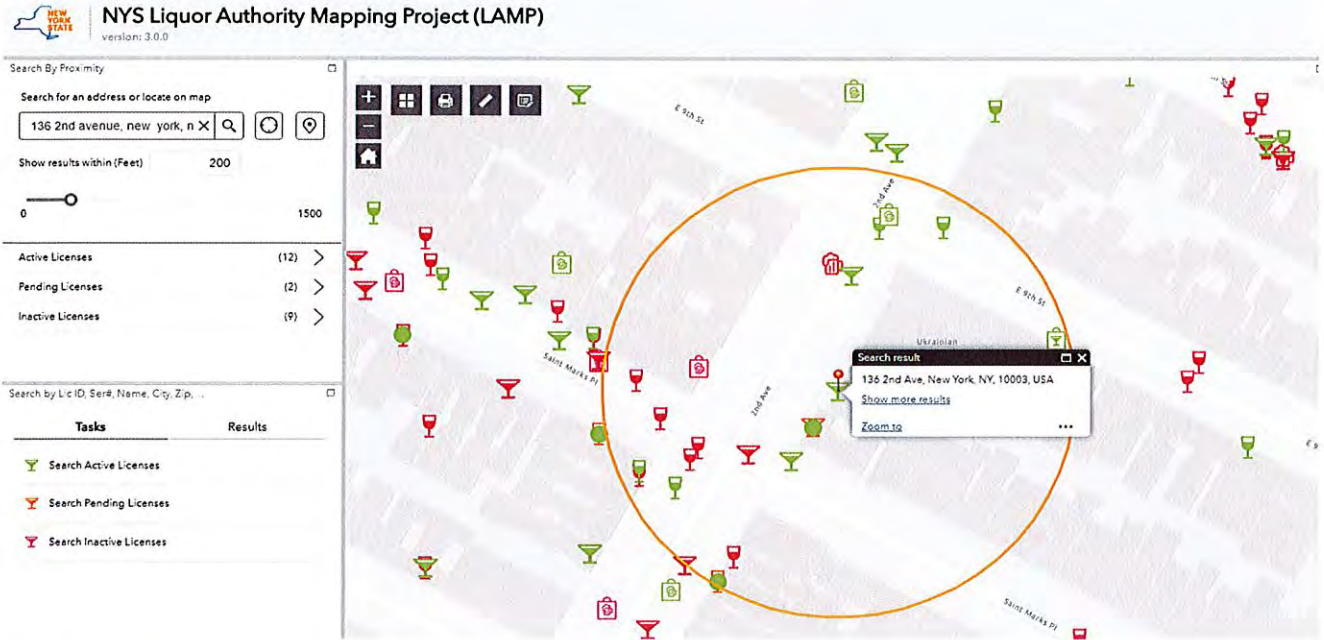 NEW
YORK
STATE
NYS Liquor Authority Mapping Project (LAMP)
version: 3.0.0
Search By Proximity
Search for an address or locate on map
136 2nd avenue, new york, n
Show results within (Feet) 200
0 1500
Active Licenses (12)
Pending Licenses (2)
Inactive Licenses (9)
Search by Lic ID, Ser#, Name, City, Zip, ...
Tasks Results
Search Active Licenses
Search Pending Licenses
Search Inactive Licenses
E 9th St
2nd Ave
E 9th St
Ukrainian
Saint Marks Pl
2nd Ave
Search result
136 2nd Ave, New York, NY, 10003, USA
Show more results
Zoom to
E 9
Saint Marks Pl